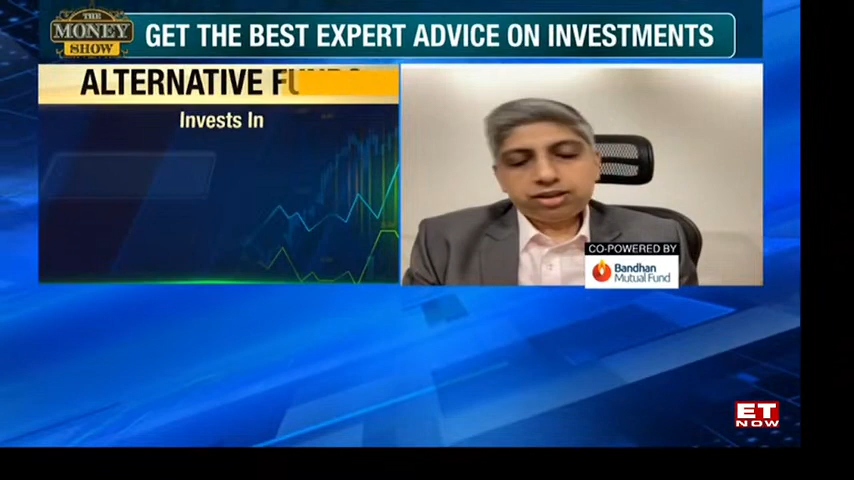 THE
MONEY
SHOW
GET THE BEST EXPERT ADVICE ON INVESTMENTS
ALTERNATIVE
Invests In
CO-POWERED BY
Bandhan
Mutual Fund
ET
NOW